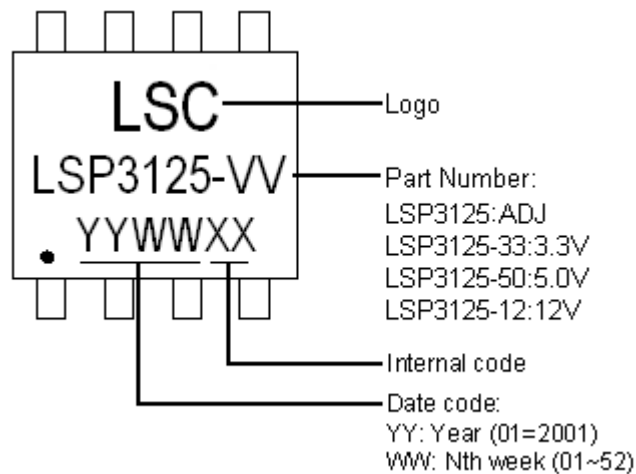 LSC
Logo
LSP3125-VV
Part Number:
LSP3125:ADJ
LSP3125-33:3.3V
LSP3125-50:5.0V
LSP3125-12:12V
YYWWXX
Internal code
Date code:
YY: Year (01=2001)
WW: Nth week (01~52)